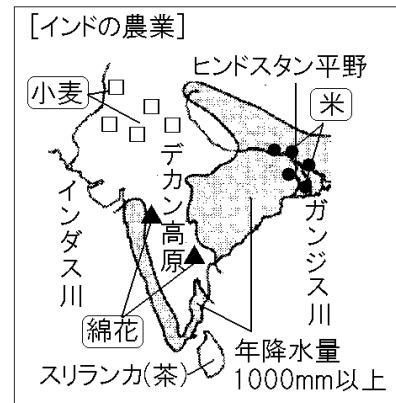 [インドの農業]
ヒンドスタン平野
小麦
米
デカン高原
インダス川
ガンジス川
綿花
年降水量
1000mm以上
スリランカ(茶)